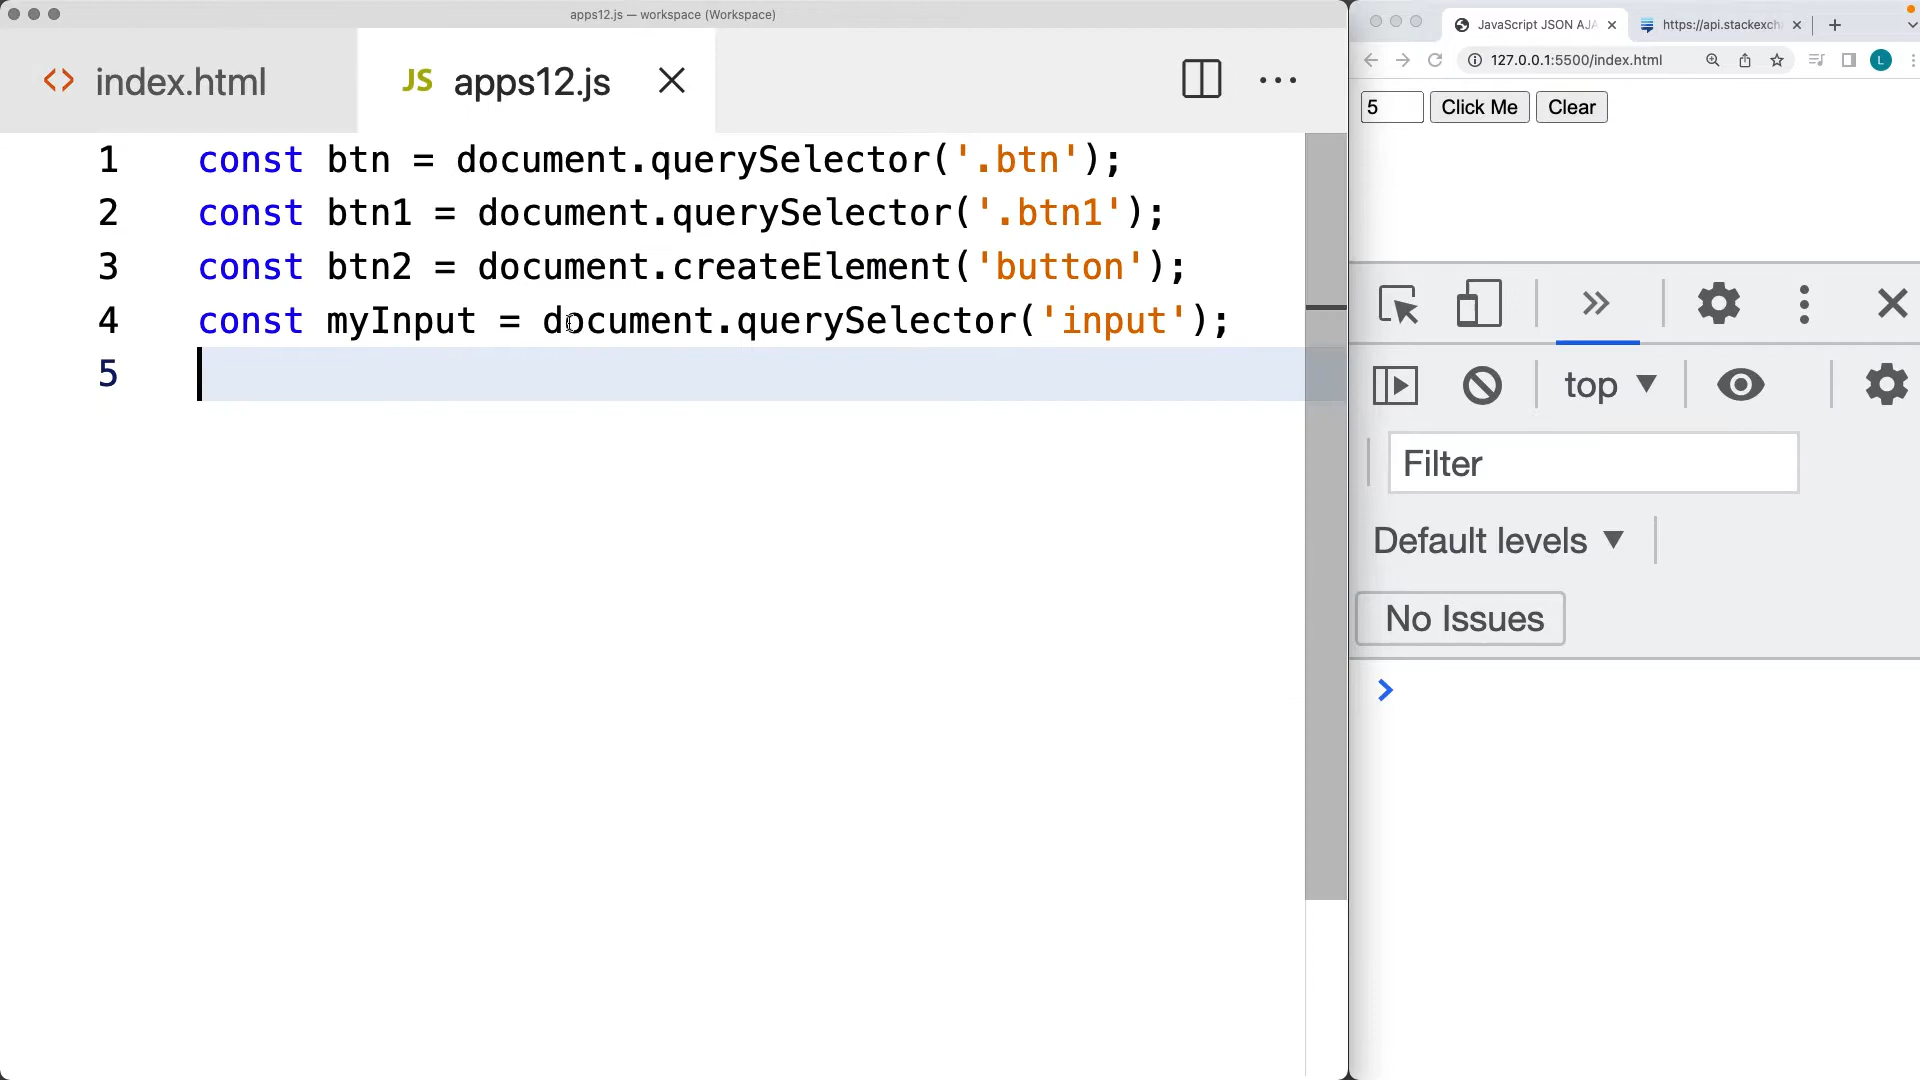 apps12.js — workspace (Workspace)
index.html
JS apps12.js
1 const btn = document.querySelector('.btn');
2 const btn1 = document.querySelector('.btn1');
3 const btn2 = document.createElement('button');
4 const myInput = document.querySelector('input');
5
JavaScript JSON AJA
https://api.stackexch
127.0.0.1:5500/index.html
L
5 Click Me Clear
top
Filter
Default levels
No Issues